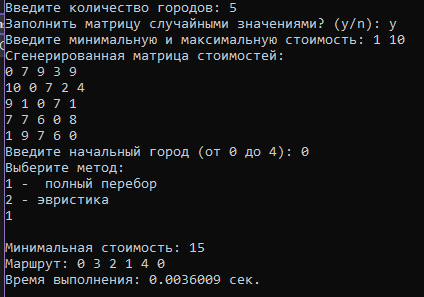 Введите количество городов: 5
Заполнить матрицу случайными значениями? (y/n): y
Введите минимальную и максимальную стоимость: 1 10
Сгенерированная матрица стоимостей:
0 7 9 3 9
10 0 7 2 4
9 1 0 7 1
7 7 6 0 8
1 9 7 6 0
Введите начальный город (от 0 до 4): 0
Выберите метод:
1 -  полный перебор
2 - эвристика
1
Минимальная стоимость: 15
Маршрут: 0 3 2 1 4 0
Время выполнения: 0.0036009 сек.